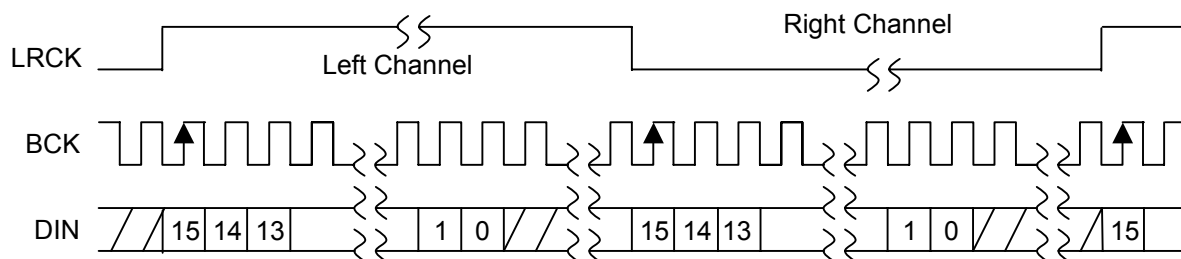 Right Channel
LRCK
Left Channel
BCK
DIN 15 14 13 1 0 15 14 13 1 0 15